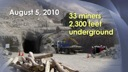 August 5, 2010
33 miners
2,300 feet
underground